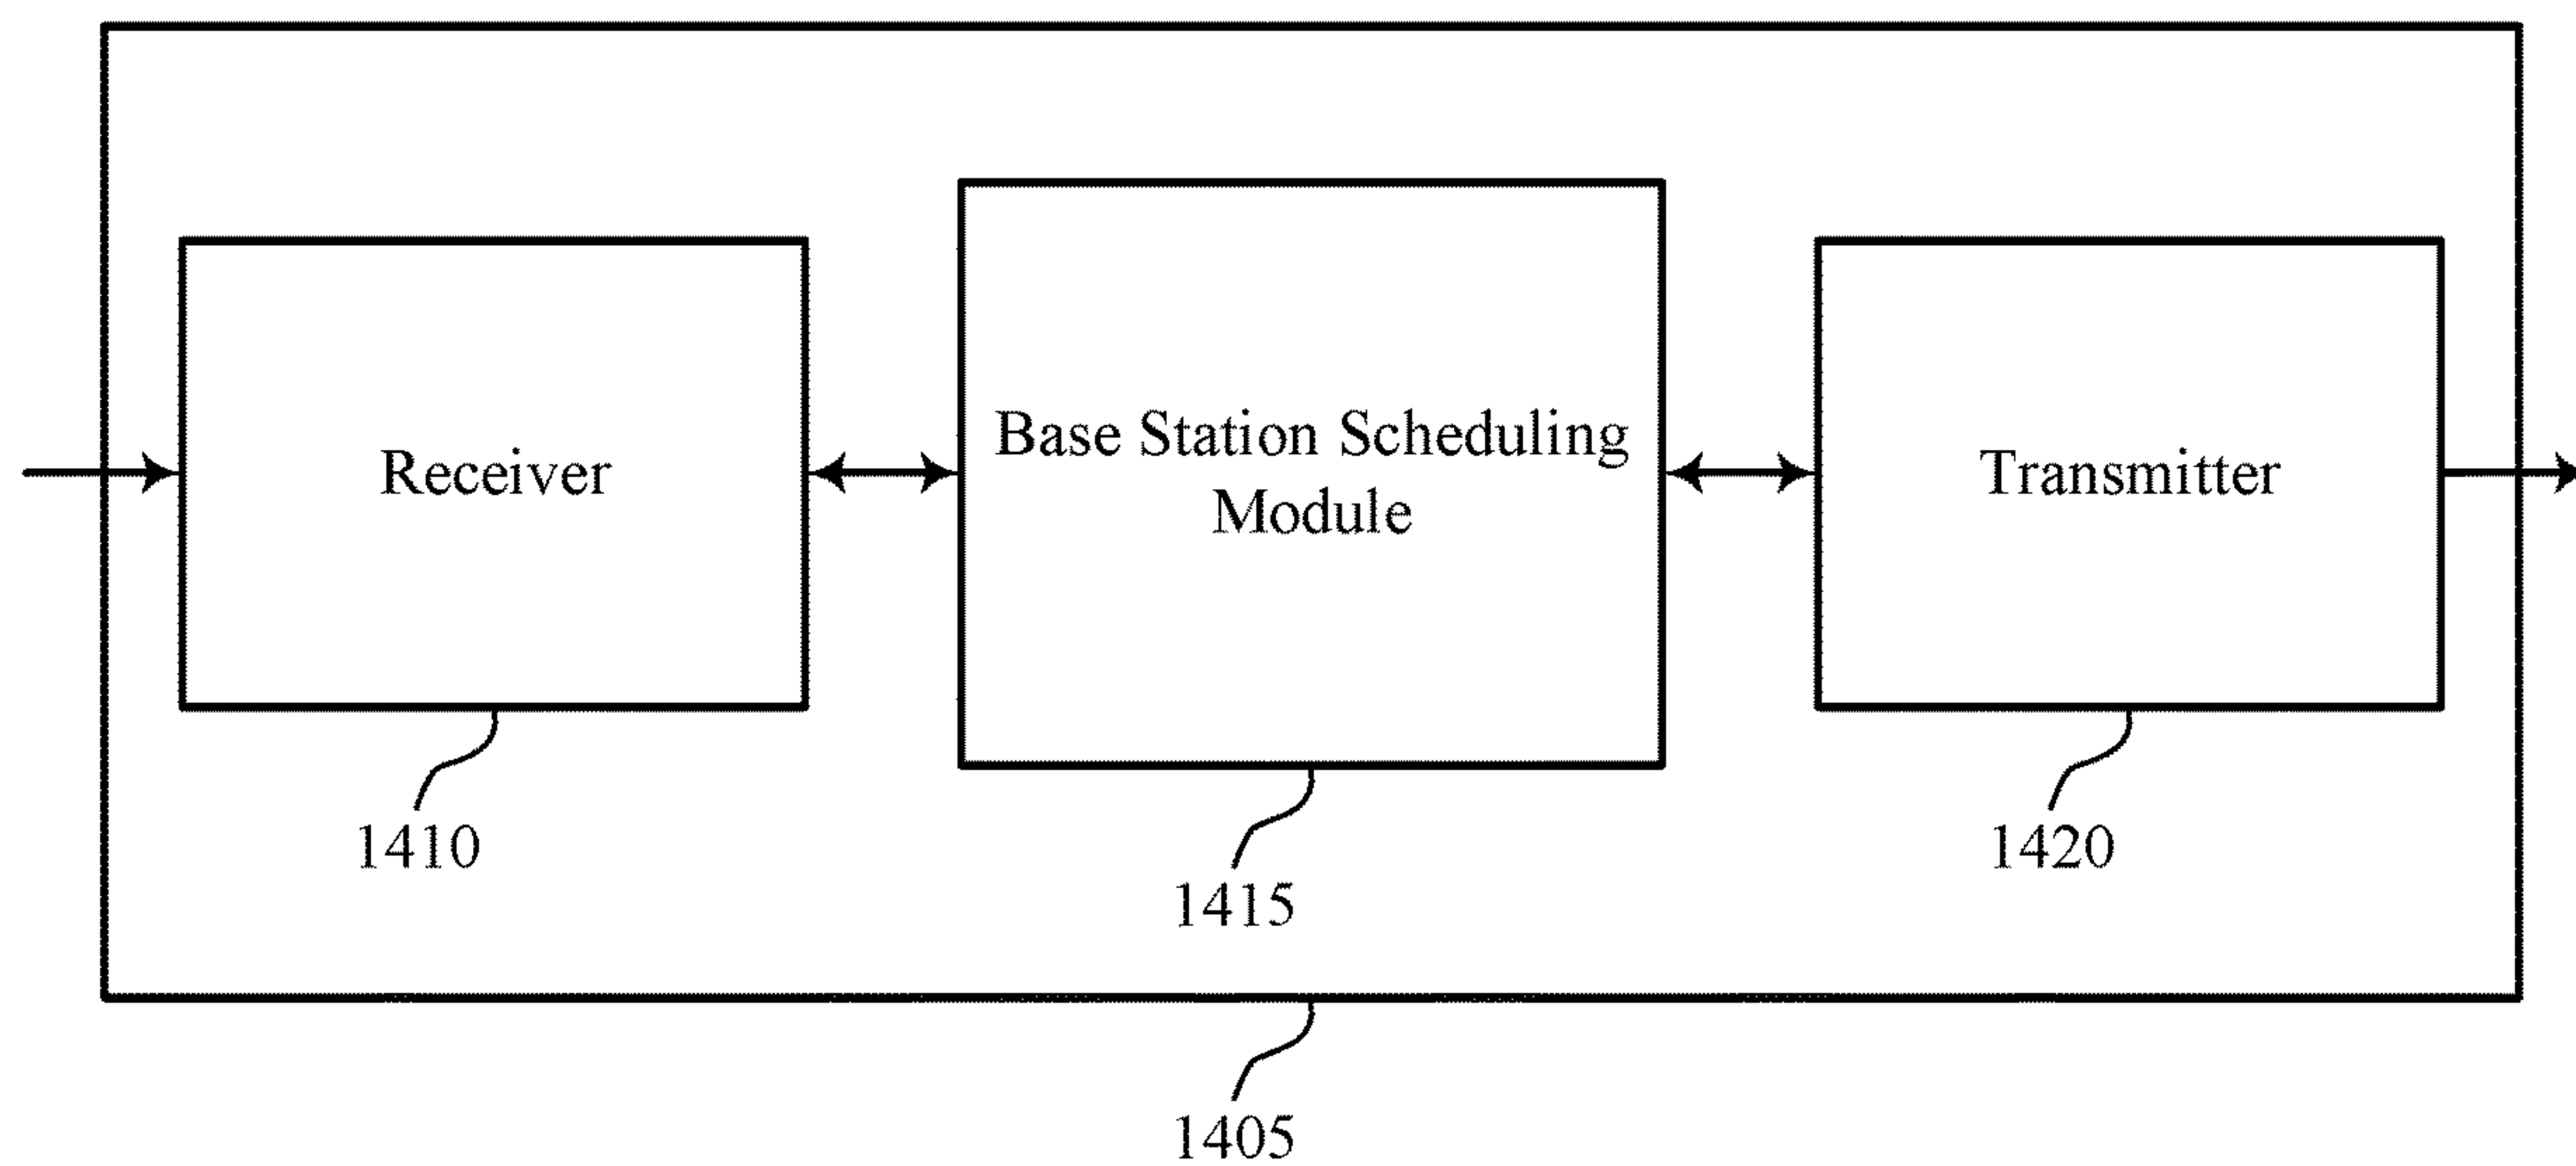 Receiver
Base Station Scheduling
Module
Transmitter
1410
1415
1420
1405